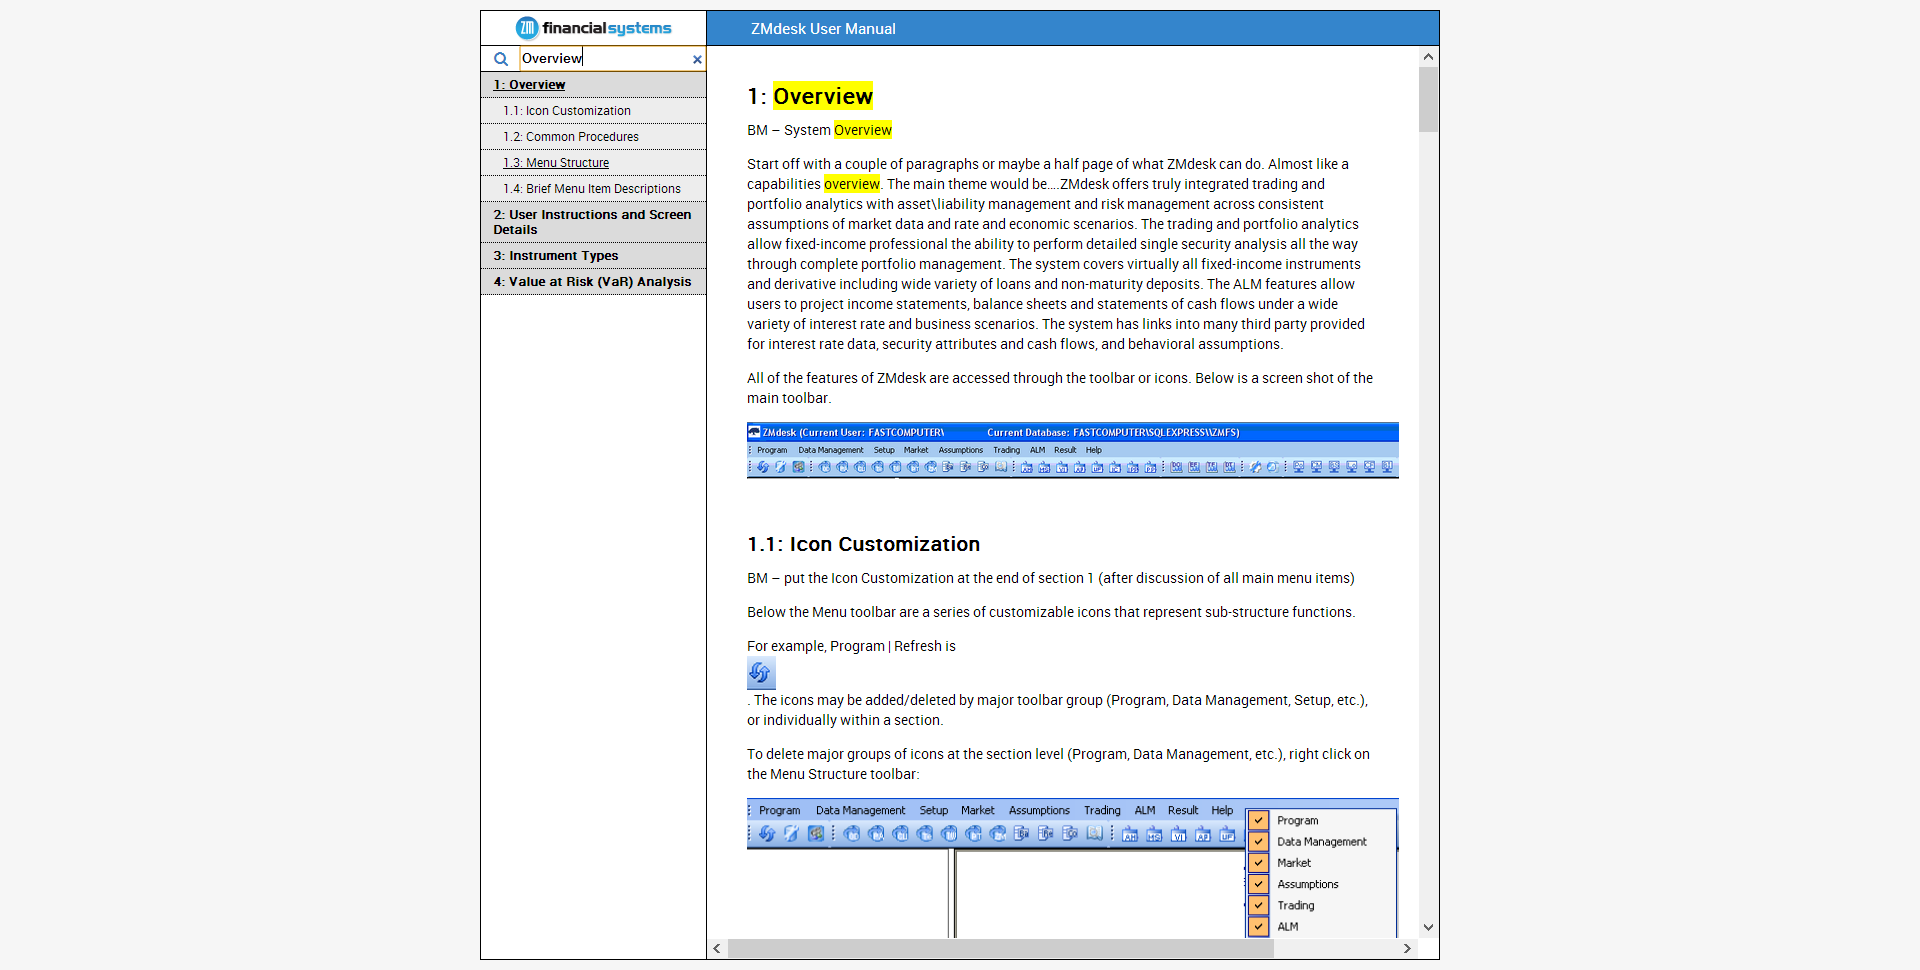 ZM financialsystems
ZMdesk User Manual
Overview
1: Overview
1.1: Icon Customization
1.2: Common Procedures
1.3: Menu Structure
1.4: Brief Menu Item Descriptions
2: User Instructions and Screen
Details
3: Instrument Types
4: Value at Risk (VaR) Analysis
1: Overview
BM – System Overview
Start off with a couple of paragraphs or maybe a half page of what ZMdesk can do. Almost like a
capabilities overview. The main theme would be....ZMdesk offers truly integrated trading and
portfolio analytics with asset\liability management and risk management across consistent
assumptions of market data and rate and economic scenarios. The trading and portfolio analytics
allow fixed-income professional the ability to perform detailed single security analysis all the way
through complete portfolio management. The system covers virtually all fixed-income instruments
and derivative including wide variety of loans and non-maturity deposits. The ALM features allow
users to project income statements, balance sheets and statements of cash flows under a wide
variety of interest rate and business scenarios. The system has links into many third party provided
for interest rate data, security attributes and cash flows, and behavioral assumptions.
All of the features of ZMdesk are accessed through the toolbar or icons. Below is a screen shot of the
main toolbar.
ZMdesk (Current User: FASTCOMPUTER\ Current Database: FASTCOMPUTER\SQLEXPRESS\\ZMFS)
Program Data Management Setup Market Assumptions Trading ALM Result Help
1.1: Icon Customization
BM – put the Icon Customization at the end of section 1 (after discussion of all main menu items)
Below the Menu toolbar are a series of customizable icons that represent sub-structure functions.
For example, Program | Refresh is
. The icons may be added/deleted by major toolbar group (Program, Data Management, Setup, etc.),
or individually within a section.
To delete major groups of icons at the section level (Program, Data Management, etc.), right click on
the Menu Structure toolbar:
Program Data Management Setup Market Assumptions Trading ALM Result Help
Program
Data Management
Market
Assumptions
Trading
ALM